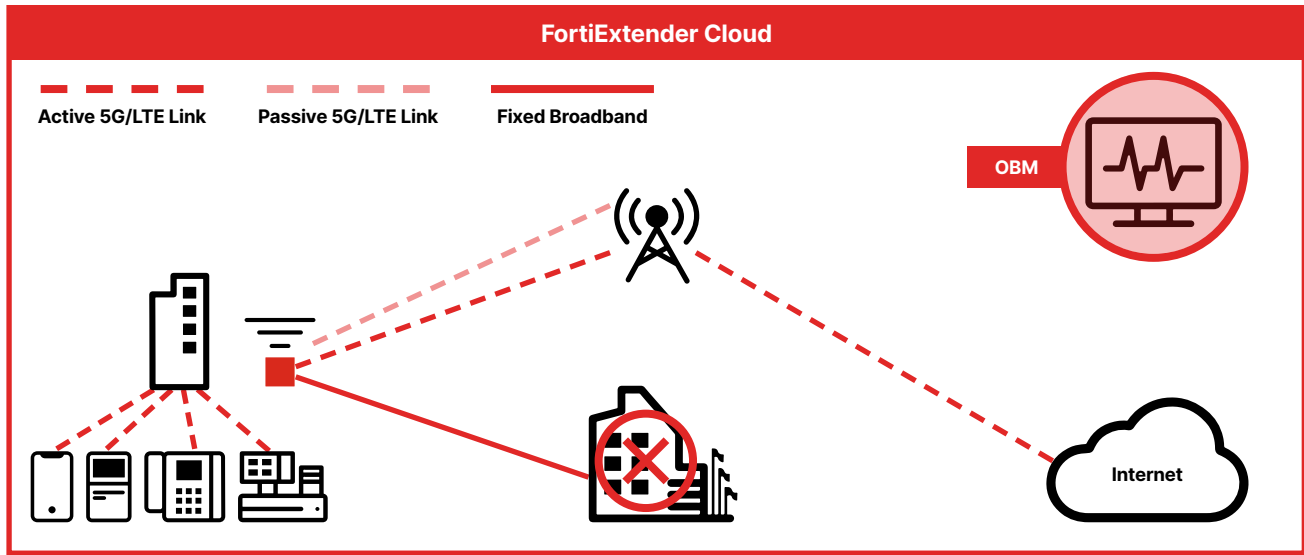 FortiExtender Cloud
Active 5G/LTE Link
Passive 5G/LTE Link
Fixed Broadband
OBM
Internet